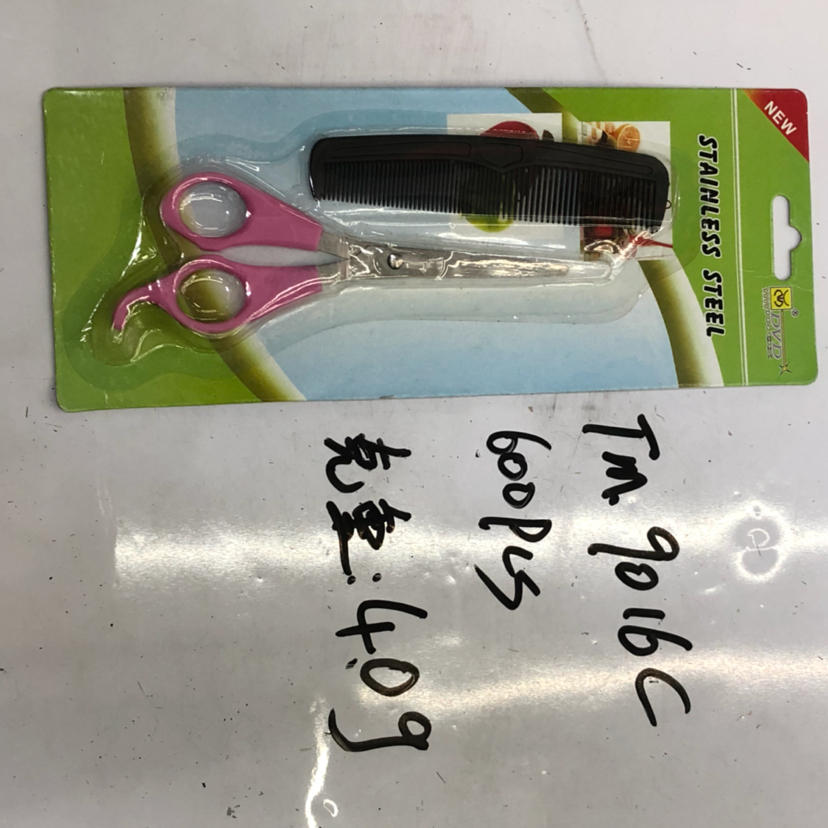 NEW
STAINLESS STEEL
Tm. 9016C
600PCS
克重:40g